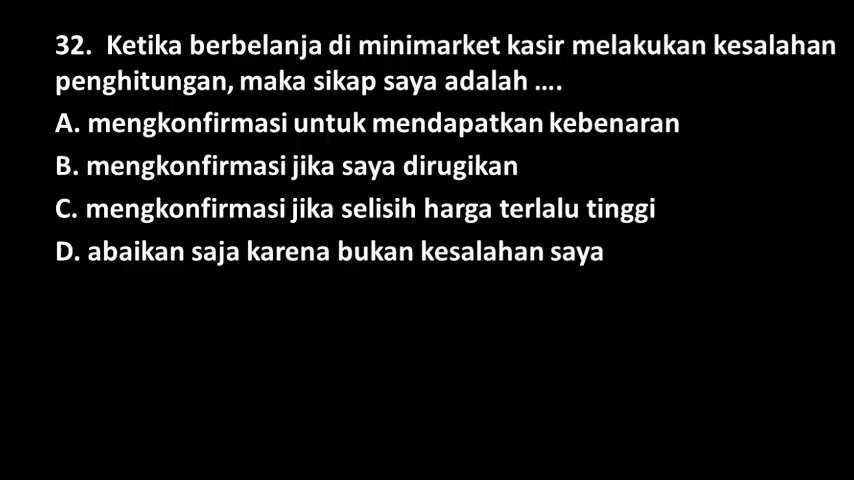 32. Ketika berbelanja di minimarket kasir melakukan kesalahan
penghitungan, maka sikap saya adalah ….
A. mengkonfirmasi untuk mendapatkan kebenaran
B. mengkonfirmasi jika saya dirugikan
C. mengkonfirmasi jika selisih harga terlalu tinggi
D. abaikan saja karena bukan kesalahan saya